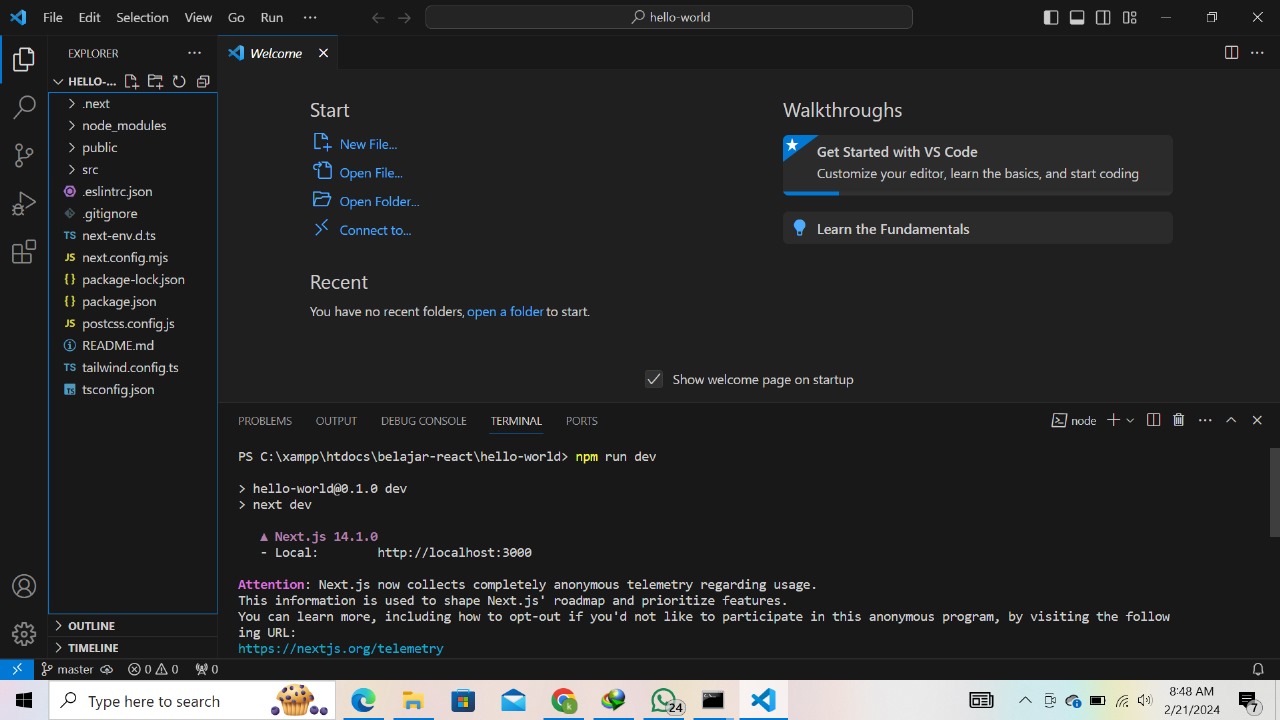 File Edit Selection View Go Run ...
hello-world
EXPLORER
Welcome
HELLO-...
.next
node_modules
public
src
.eslintrc.json
.gitignore
TS next-env.d.ts
JS next.config.mjs
{} package-lock.json
{} package.json
JS postcss.config.js
README.md
TS tailwind.config.ts
TS tsconfig.json
OUTLINE
TIMELINE
Start
New File...
Open File...
Open Folder...
Connect to...
Recent
You have no recent folders, open a folder to start.
Walkthroughs
Get Started with VS Code
Customize your editor, learn the basics, and start coding
Learn the Fundamentals
Show welcome page on startup
PROBLEMS OUTPUT DEBUG CONSOLE TERMINAL PORTS
node
PS C:\xampp\htdocs\belajar-react\hello-world> npm run dev
> hello-world@0.1.0 dev
> next dev
▲ Next.js 14.1.0
- Local: http://localhost:3000
Attention: Next.js now collects completely anonymous telemetry regarding usage.
This information is used to shape Next.js' roadmap and prioritize features.
You can learn more, including how to opt-out if you'd not like to participate in this anonymous program, by visiting the follow
ing URL:
https://nextjs.org/telemetry
master 0 0 0
Type here to search
24
8:48 AM
2/21/2024
7